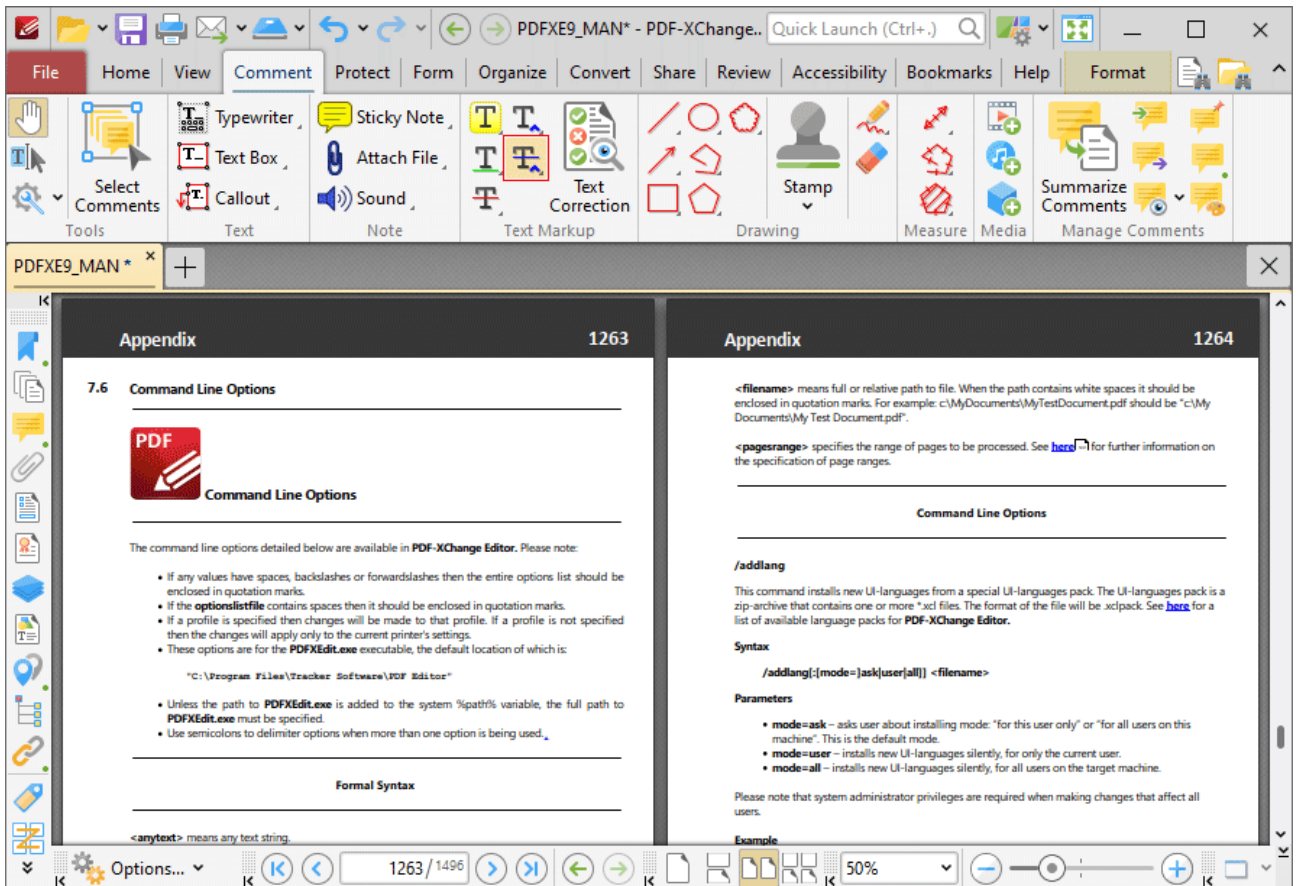 PDFXE9_MAN* - PDF-XChange.. Quick Launch (Ctrl+.)
File Home View Comment Protect Form Organize Convert Share Review Accessibility Bookmarks Help Format
Typewriter Sticky Note
Text Box Attach File
Callout Sound
Select Comments
Text Correction
Stamp
Summarize Comments
Tools Text Note Text Markup Drawing Measure Media Manage Comments
PDFXE9_MAN *
Appendix 1263
7.6 Command Line Options
PDF
Command Line Options
The command line options detailed below are available in PDF-XChange Editor. Please note:
• If any values have spaces, backslashes or forwardslashes then the entire options list should be
enclosed in quotation marks.
• If the optionslistfile contains spaces then it should be enclosed in quotation marks.
• If a profile is specified then changes will be made to that profile. If a profile is not specified
then the changes will apply only to the current printer's settings.
• These options are for the PDFXEdit.exe executable, the default location of which is:
"C:\Program Files\Tracker Software\PDF Editor"
• Unless the path to PDFXEdit.exe is added to the system %path% variable, the full path to
PDFXEdit.exe must be specified.
• Use semicolons to delimiter options when more than one option is being used.
Formal Syntax
<anytext> means any text string.
Appendix 1264
<filename> means full or relative path to file. When the path contains white spaces it should be
enclosed in quotation marks. For example: c:\MyDocuments\MyTestDocument.pdf should be "c:\My
Documents\My Test Document.pdf".
<pagesrange> specifies the range of pages to be processed. See here for further information on
the specification of page ranges.
Command Line Options
/addlang
This command installs new UI-languages from a special UI-languages pack. The UI-languages pack is a
zip-archive that contains one or more *.xcl files. The format of the file will be .xclpack. See here for a
list of available language packs for PDF-XChange Editor.
Syntax
/addlang[:[mode=]ask|user|all]] <filename>
Parameters
• mode=ask – asks user about installing mode: "for this user only" or "for all users on this
machine". This is the default mode.
• mode=user – installs new UI-languages silently, for only the current user.
• mode=all – installs new UI-languages silently, for all users on the target machine.
Please note that system administrator privileges are required when making changes that affect all
users.
Example
Options... 1263 / 1496 50%